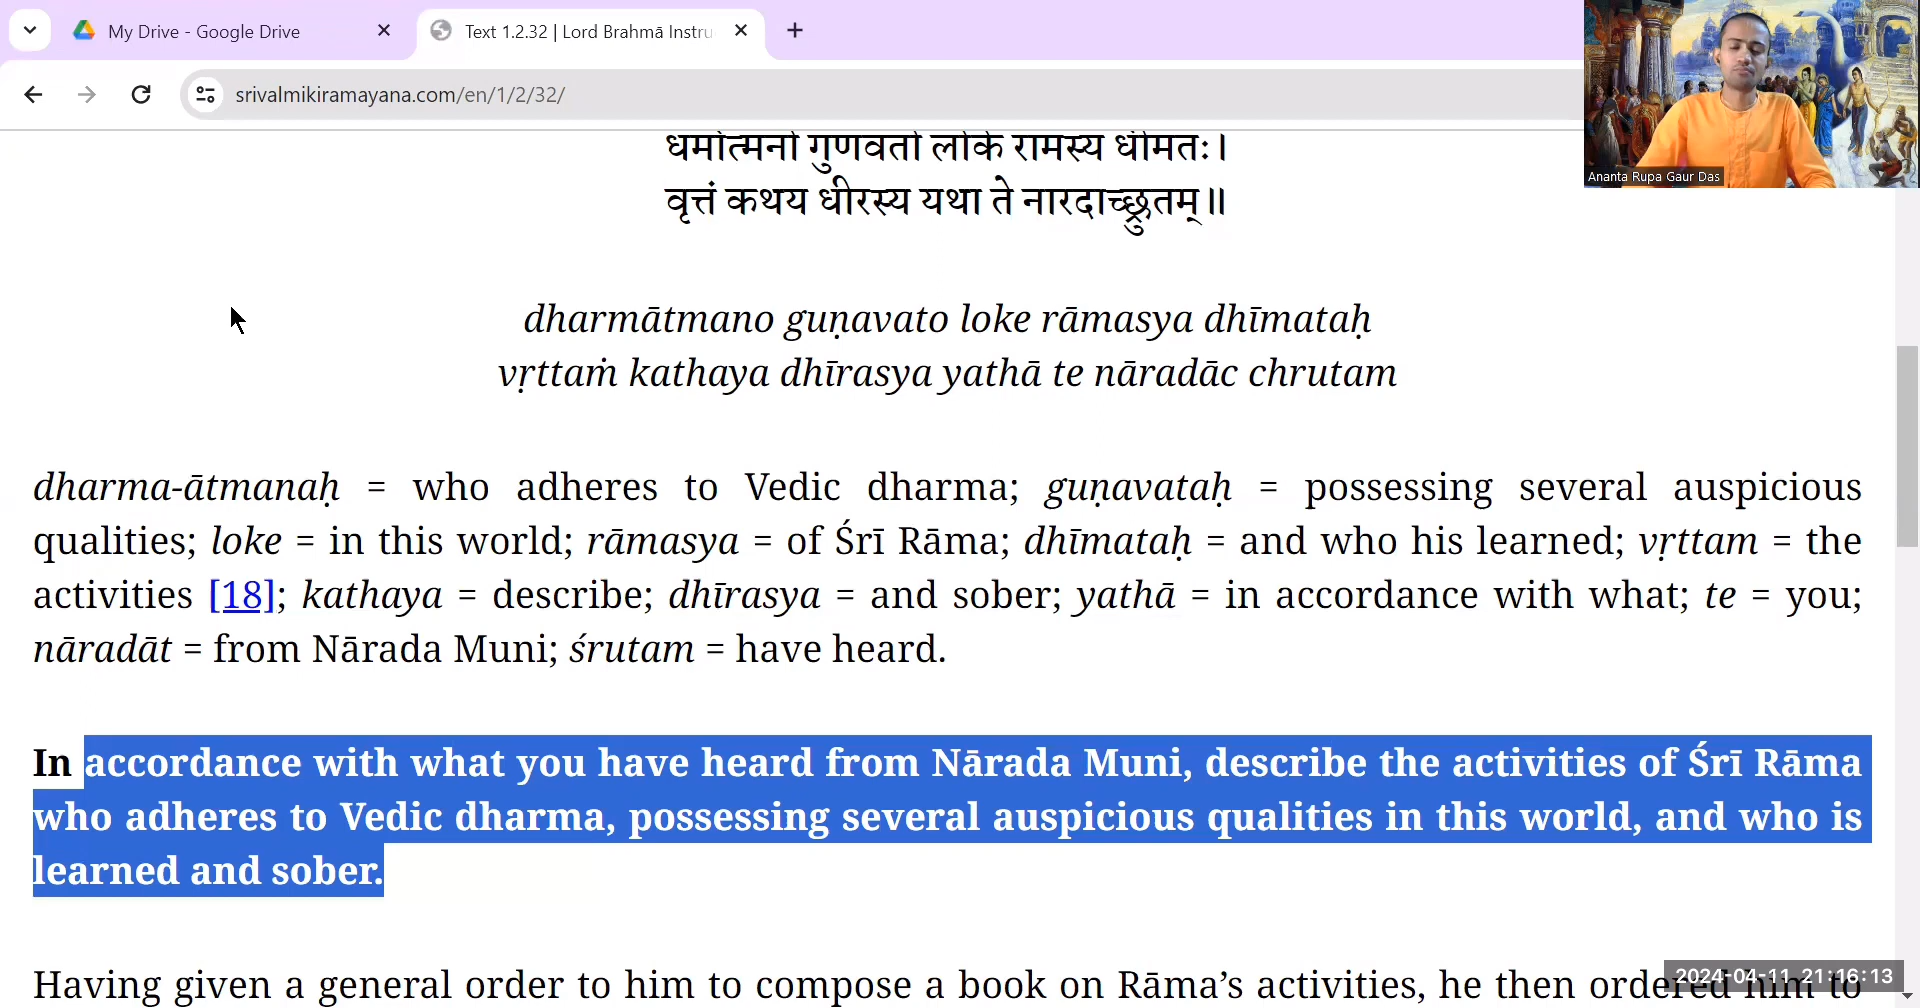 My Drive - Google Drive
Text 1.2.32 | Lord Brahmā Instru
srivalmikiramayana.com/en/1/2/32/
Ananta Rupa Gaur Das
धर्मात्मनो गुणवतो लोके रामस्य धीमतः।
वृत्तं कथय धीरस्य यथा ते नारदाच्छ्रुतम्॥
dharmātmano guṇavato loke rāmasya dhīmataḥ
vṛttaṁ kathaya dhīrasya yathā te nāradāc chrutam
dharma-ātmanaḥ = who adheres to Vedic dharma; guṇavataḥ = possessing several auspicious
qualities; loke = in this world; rāmasya = of Śrī Rāma; dhīmataḥ = and who his learned; vṛttam = the
activities [18]; kathaya = describe; dhīrasya = and sober; yathā = in accordance with what; te = you;
nāradāt = from Nārada Muni; śrutam = have heard.
In accordance with what you have heard from Nārada Muni, describe the activities of Śrī Rāma
who adheres to Vedic dharma, possessing several auspicious qualities in this world, and who is
learned and sober.
Having given a general order to him to compose a book on Rāma’s activities, he then ordered him to
2024-04-11 21:16:13